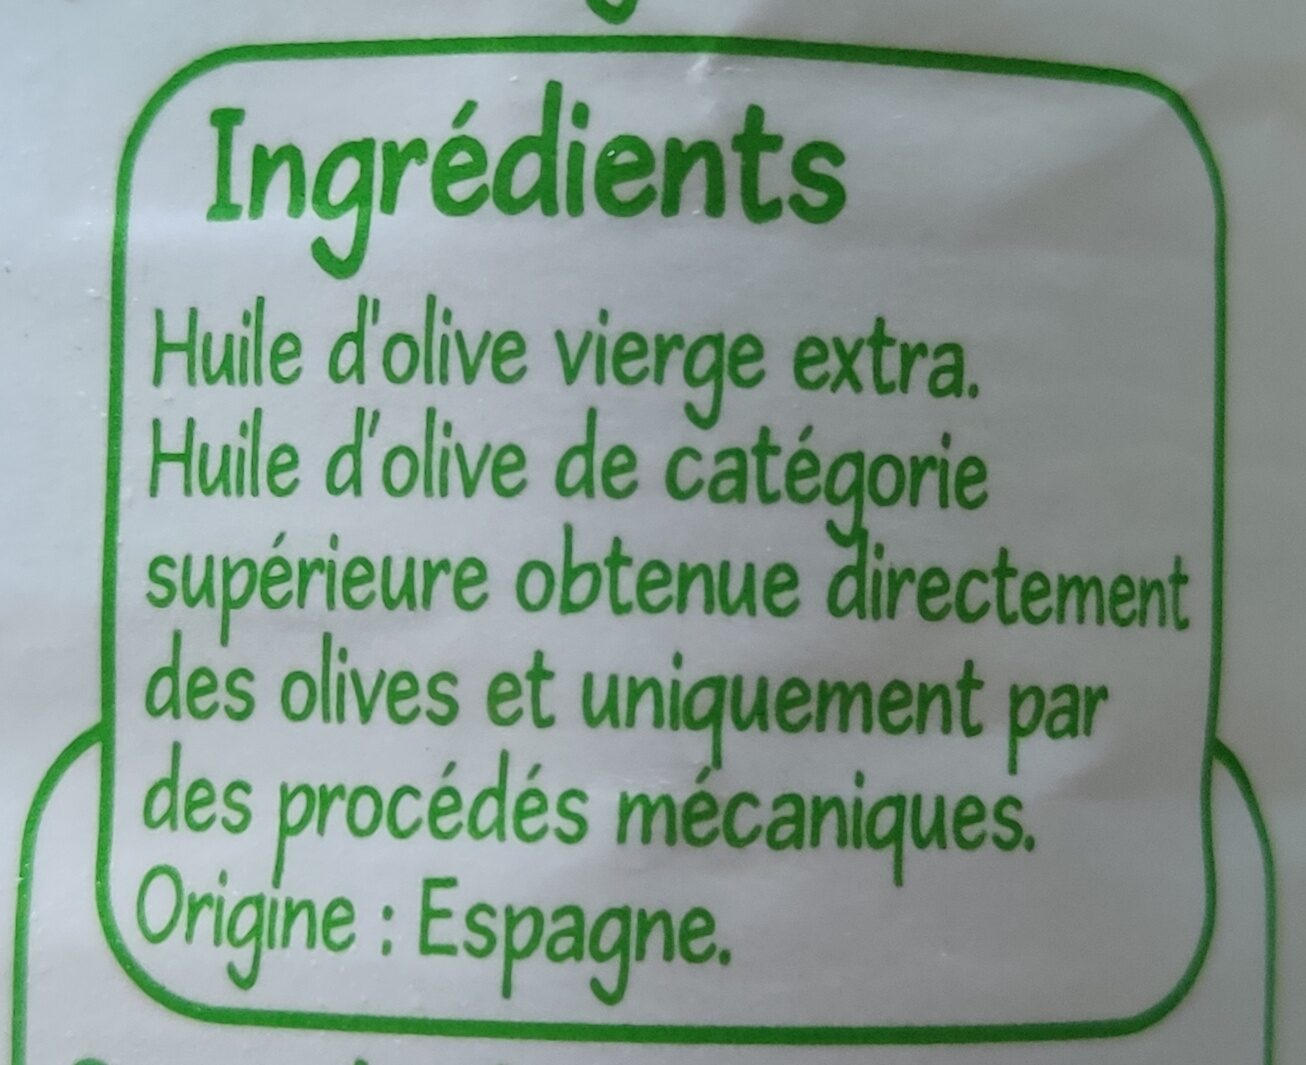 Ingrédients
Huile d'olive vierge extra.
Huile d'olive de catégorie
supérieure obtenue directement
des olives et uniquement par
des procédés mécaniques.
Origine : Espagne.